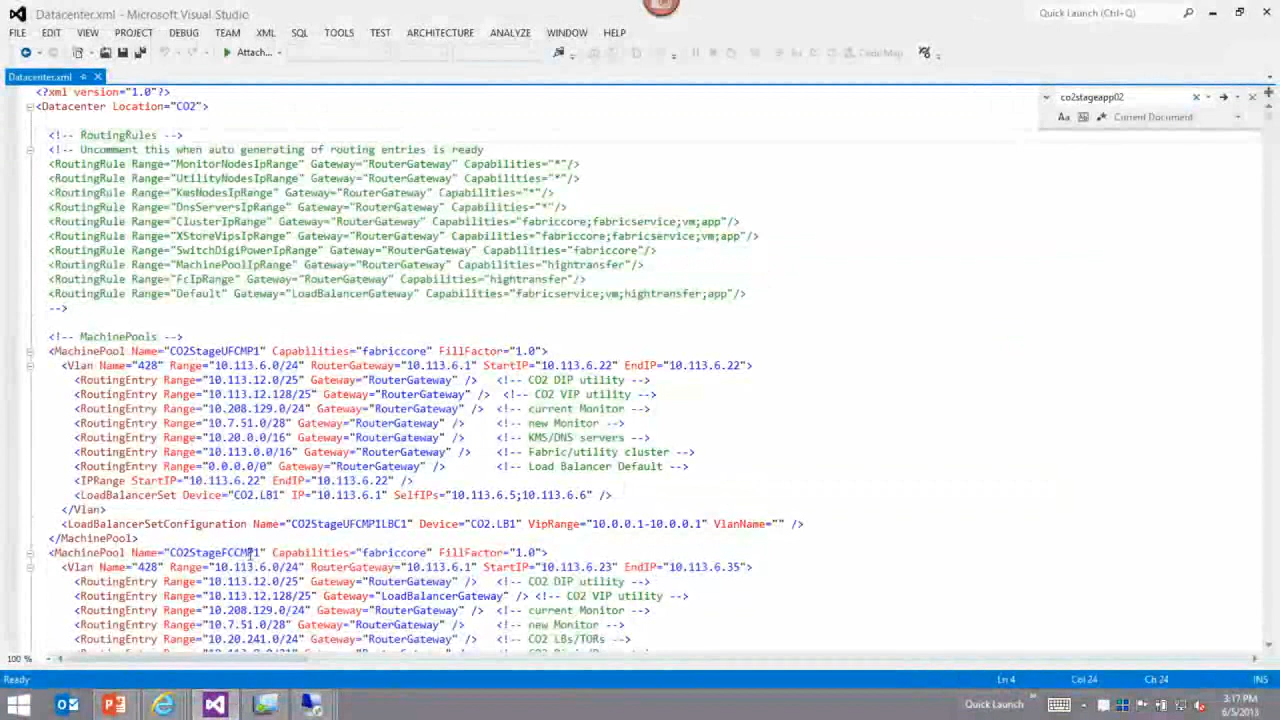 Datacenter.xml - Microsoft Visual Studio
Quick Launch (Ctrl+Q)
FILE EDIT VIEW PROJECT DEBUG TEAM XML SQL TOOLS TEST ARCHITECTURE ANALYZE WINDOW HELP
Attach...
Code Map
Datacenter.xml
co2stageapp02
Aa Current Document
<?xml version="1.0"?>
<Datacenter Location="CO2">
<!-- RoutingRules -->
<!-- Uncomment this when auto generating of routing entries is ready
<RoutingRule Range="MonitorNodesIpRange" Gateway="RouterGateway" Capabilities="*"/>
<RoutingRule Range="UtilityNodesIpRange" Gateway="RouterGateway" Capabilities="*"/>
<RoutingRule Range="KmsNodesIpRange" Gateway="RouterGateway" Capabilities="*"/>
<RoutingRule Range="DnsServersIpRange" Gateway="RouterGateway" Capabilities="*"/>
<RoutingRule Range="ClusterIpRange" Gateway="RouterGateway" Capabilities="fabriccore;fabricservice;vm;app"/>
<RoutingRule Range="XStoreVipsIpRange" Gateway="RouterGateway" Capabilities="fabriccore;fabricservice;vm;app"/>
<RoutingRule Range="SwitchDigiPowerIpRange" Gateway="RouterGateway" Capabilities="fabriccore"/>
<RoutingRule Range="MachinePoolIpRange" Gateway="RouterGateway" Capabilities="hightransfer"/>
<RoutingRule Range="FcIpRange" Gateway="RouterGateway" Capabilities="hightransfer"/>
<RoutingRule Range="Default" Gateway="LoadBalancerGateway" Capabilities="fabricservice;vm;hightransfer;app"/>
-->
<!-- MachinePools -->
<MachinePool Name="CO2StageUFCMP1" Capabilities="fabriccore" FillFactor="1.0">
<Vlan Name="428" Range="10.113.6.0/24" RouterGateway="10.113.6.1" StartIP="10.113.6.22" EndIP="10.113.6.22">
<RoutingEntry Range="10.113.12.0/25" Gateway="RouterGateway" /> <!-- CO2 DIP utility -->
<RoutingEntry Range="10.113.12.128/25" Gateway="RouterGateway" /> <!-- CO2 VIP utility -->
<RoutingEntry Range="10.208.129.0/24" Gateway="RouterGateway" /> <!-- current Monitor -->
<RoutingEntry Range="10.7.51.0/28" Gateway="RouterGateway" /> <!-- new Monitor -->
<RoutingEntry Range="10.20.0.0/16" Gateway="RouterGateway" /> <!-- KMS/DNS servers -->
<RoutingEntry Range="10.113.0.0/16" Gateway="RouterGateway" /> <!-- Fabric/utility cluster -->
<RoutingEntry Range="0.0.0.0/0" Gateway="RouterGateway" /> <!-- Load Balancer Default -->
<IPRange StartIP="10.113.6.22" EndIP="10.113.6.22" />
<LoadBalancerSet Device="CO2.LB1" IP="10.113.6.1" SelfIPs="10.113.6.5;10.113.6.6" />
</Vlan>
<LoadBalancerSetConfiguration Name="CO2StageUFCMP1LBC1" Device="CO2.LB1" VipRange="10.0.0.1-10.0.0.1" VlanName="" />
</MachinePool>
<MachinePool Name="CO2StageFCCMP1" Capabilities="fabriccore" FillFactor="1.0">
<Vlan Name="428" Range="10.113.6.0/24" RouterGateway="10.113.6.1" StartIP="10.113.6.23" EndIP="10.113.6.35">
<RoutingEntry Range="10.113.12.0/25" Gateway="RouterGateway" /> <!-- CO2 DIP utility -->
<RoutingEntry Range="10.113.12.128/25" Gateway="LoadBalancerGateway" /> <!-- CO2 VIP utility -->
<RoutingEntry Range="10.208.129.0/24" Gateway="RouterGateway" /> <!-- current Monitor -->
<RoutingEntry Range="10.7.51.0/28" Gateway="RouterGateway" /> <!-- new Monitor -->
<RoutingEntry Range="10.20.241.0/24" Gateway="RouterGateway" /> <!-- CO2 LBs/TORs -->
100 %
Ready Ln 4 Col 24 Ch 24 INS
Quick Launch
3:17 PM
6/5/2013